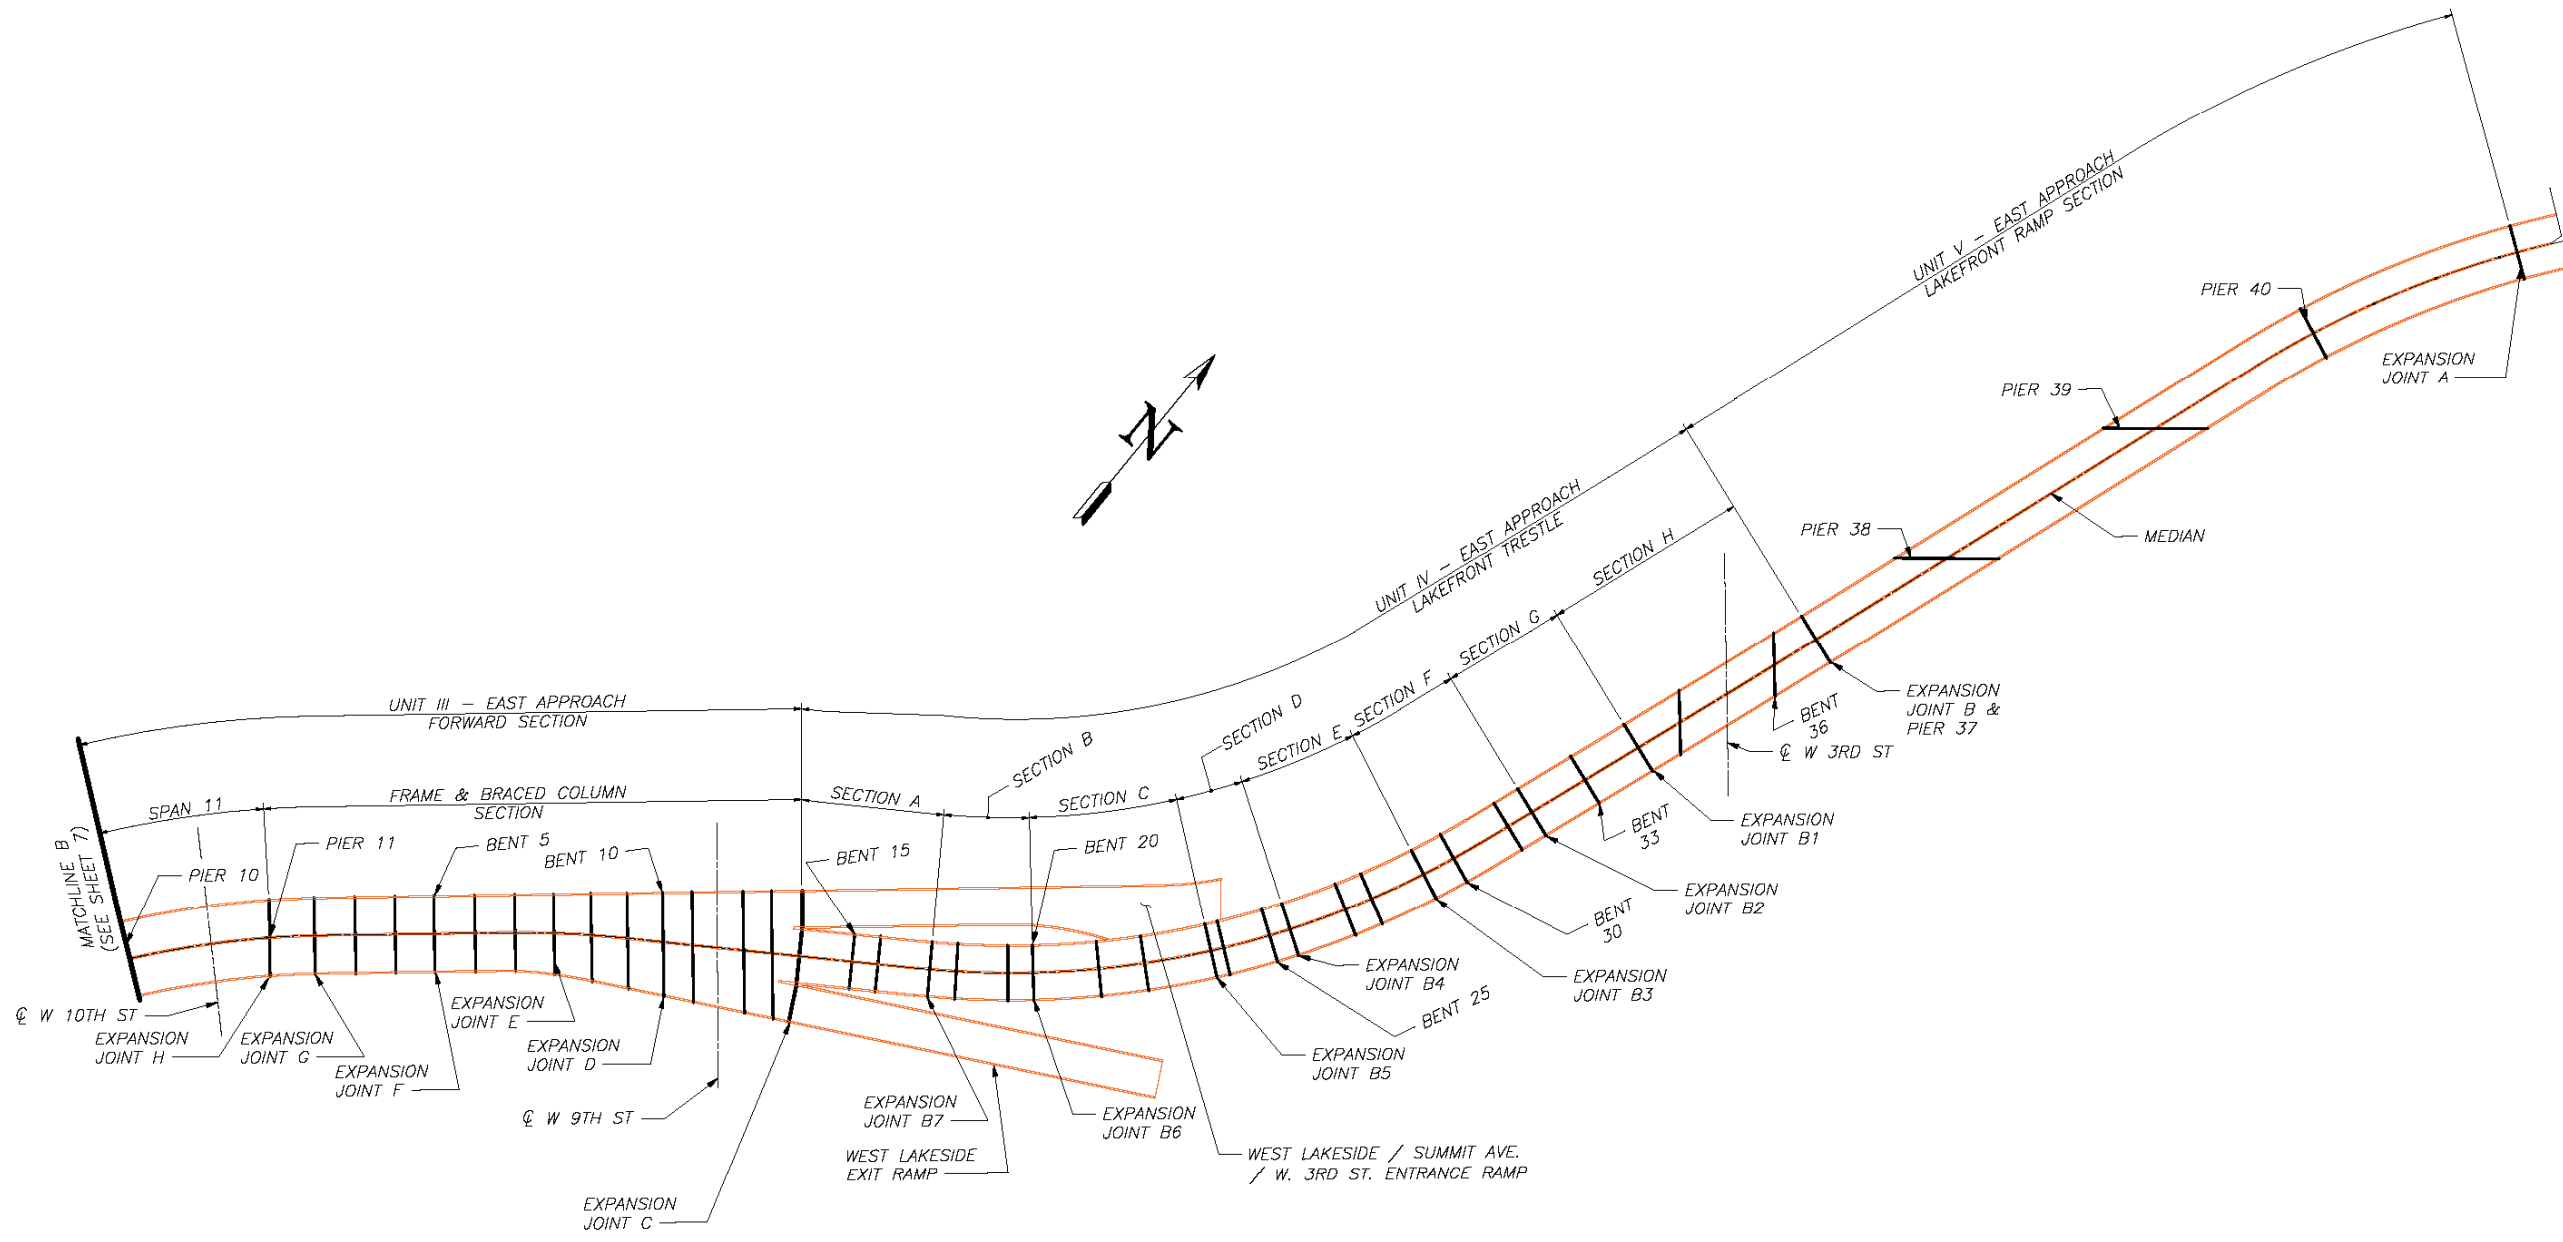 UNIT V - EAST APPROACH
LAKEFRONT RAMP SECTION
PIER 40
EXPANSION
JOINT A
PIER 39
N
PIER 38
MEDIAN
UNIT IV - EAST APPROACH
LAKEFRONT TRESTLE
SECTION H
SECTION G
SECTION F
SECTION E
SECTION D
SECTION B
SECTION C
SECTION A
UNIT III - EAST APPROACH
FORWARD SECTION
SPAN 11
FRAME & BRACED COLUMN
SECTION
MATCHLINE B
(SEE SHEET 7)
PIER 10
PIER 11
BENT 5
BENT 10
BENT 15
BENT 20
EXPANSION
JOINT B &
PIER 37
BENT
36
℄ W 3RD ST
BENT
33
EXPANSION
JOINT B1
EXPANSION
JOINT B2
BENT
30
EXPANSION
JOINT B3
EXPANSION
JOINT B4
BENT 25
EXPANSION
JOINT B5
℄ W 10TH ST
EXPANSION
JOINT H
EXPANSION
JOINT G
EXPANSION
JOINT F
EXPANSION
JOINT E
EXPANSION
JOINT D
℄ W 9TH ST
EXPANSION
JOINT C
EXPANSION
JOINT B7
WEST LAKESIDE
EXIT RAMP
EXPANSION
JOINT B6
WEST LAKESIDE / SUMMIT AVE.
/ W. 3RD ST. ENTRANCE RAMP